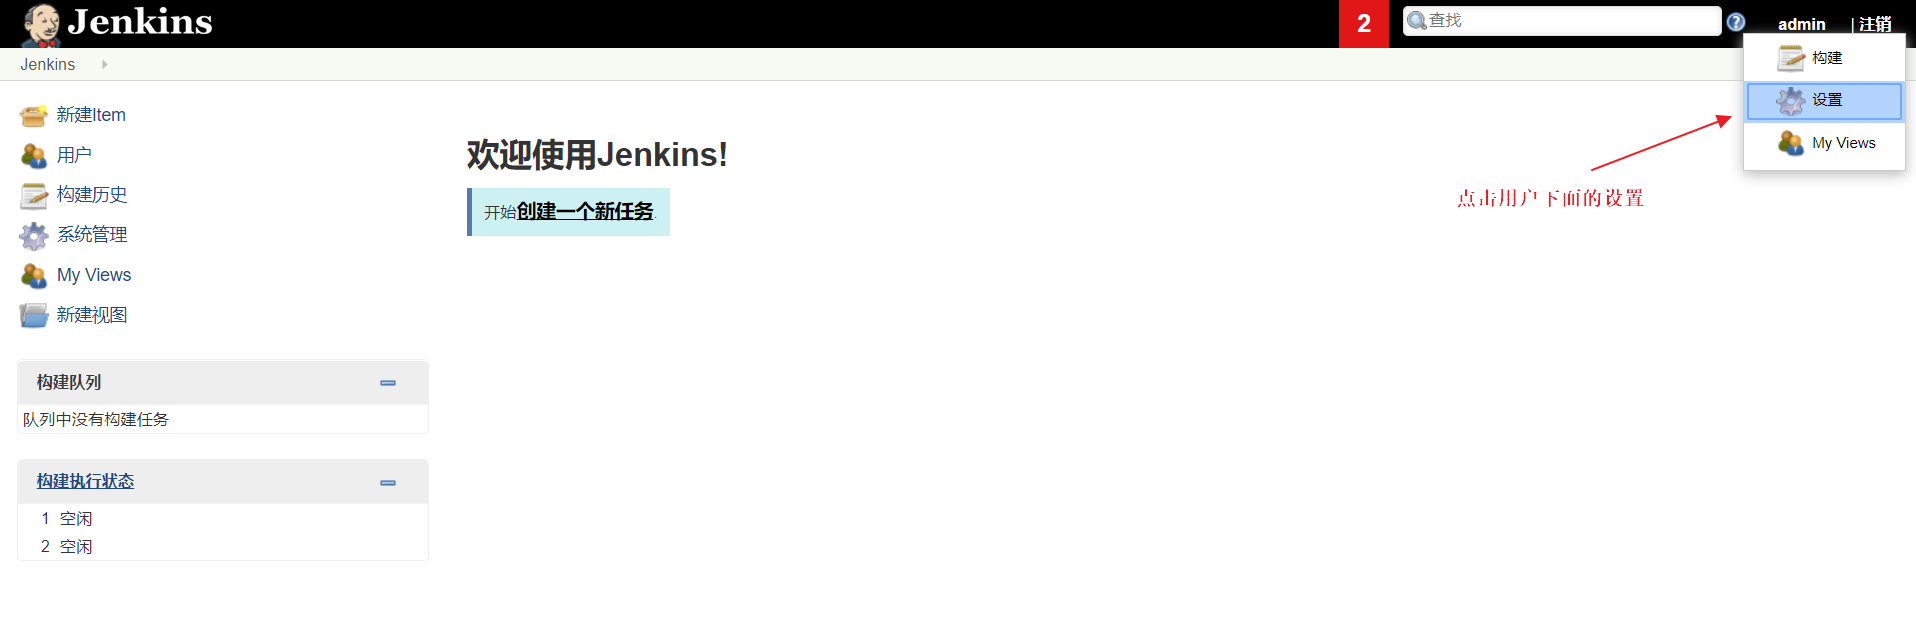 Jenkins
2
查找
admin
| 注销
Jenkins
构建
设置
My Views
点击用户下面的设置
新建Item
用户
构建历史
系统管理
My Views
新建视图
欢迎使用Jenkins!
开始创建一个新任务.
构建队列
队列中没有构建任务
构建执行状态
1 空闲
2 空闲